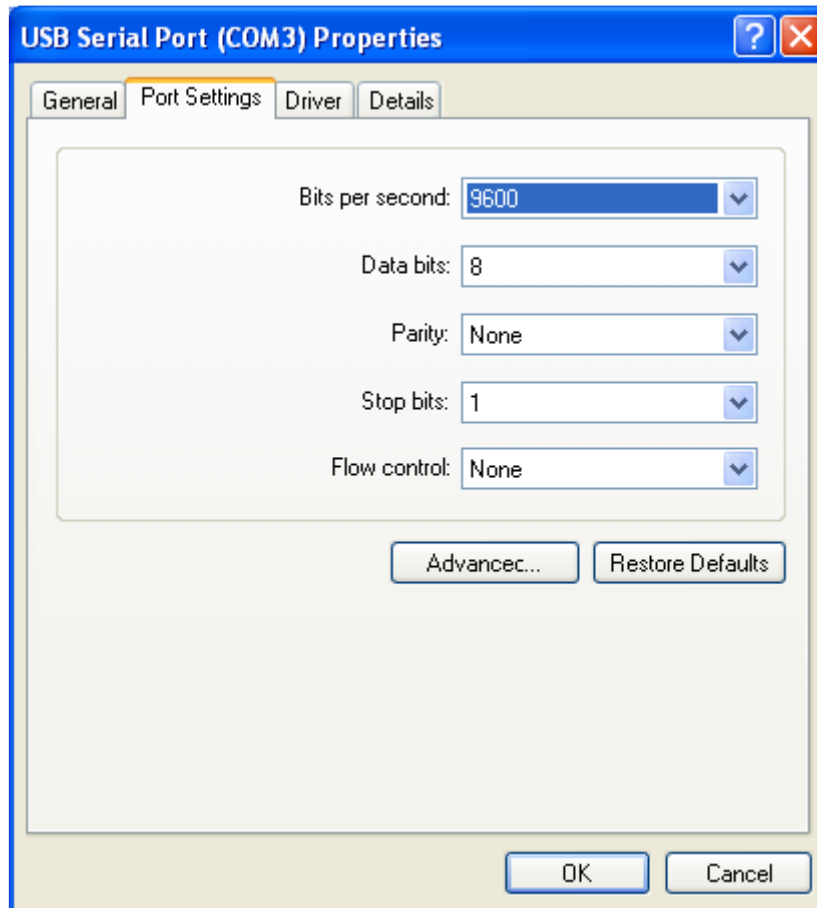 USB Serial Port (COM3) Properties
General Port Settings Driver Details
Bits per second: 9600
Data bits: 8
Parity: None
Stop bits: 1
Flow control: None
Advancec... Restore Defaults
OK Cancel